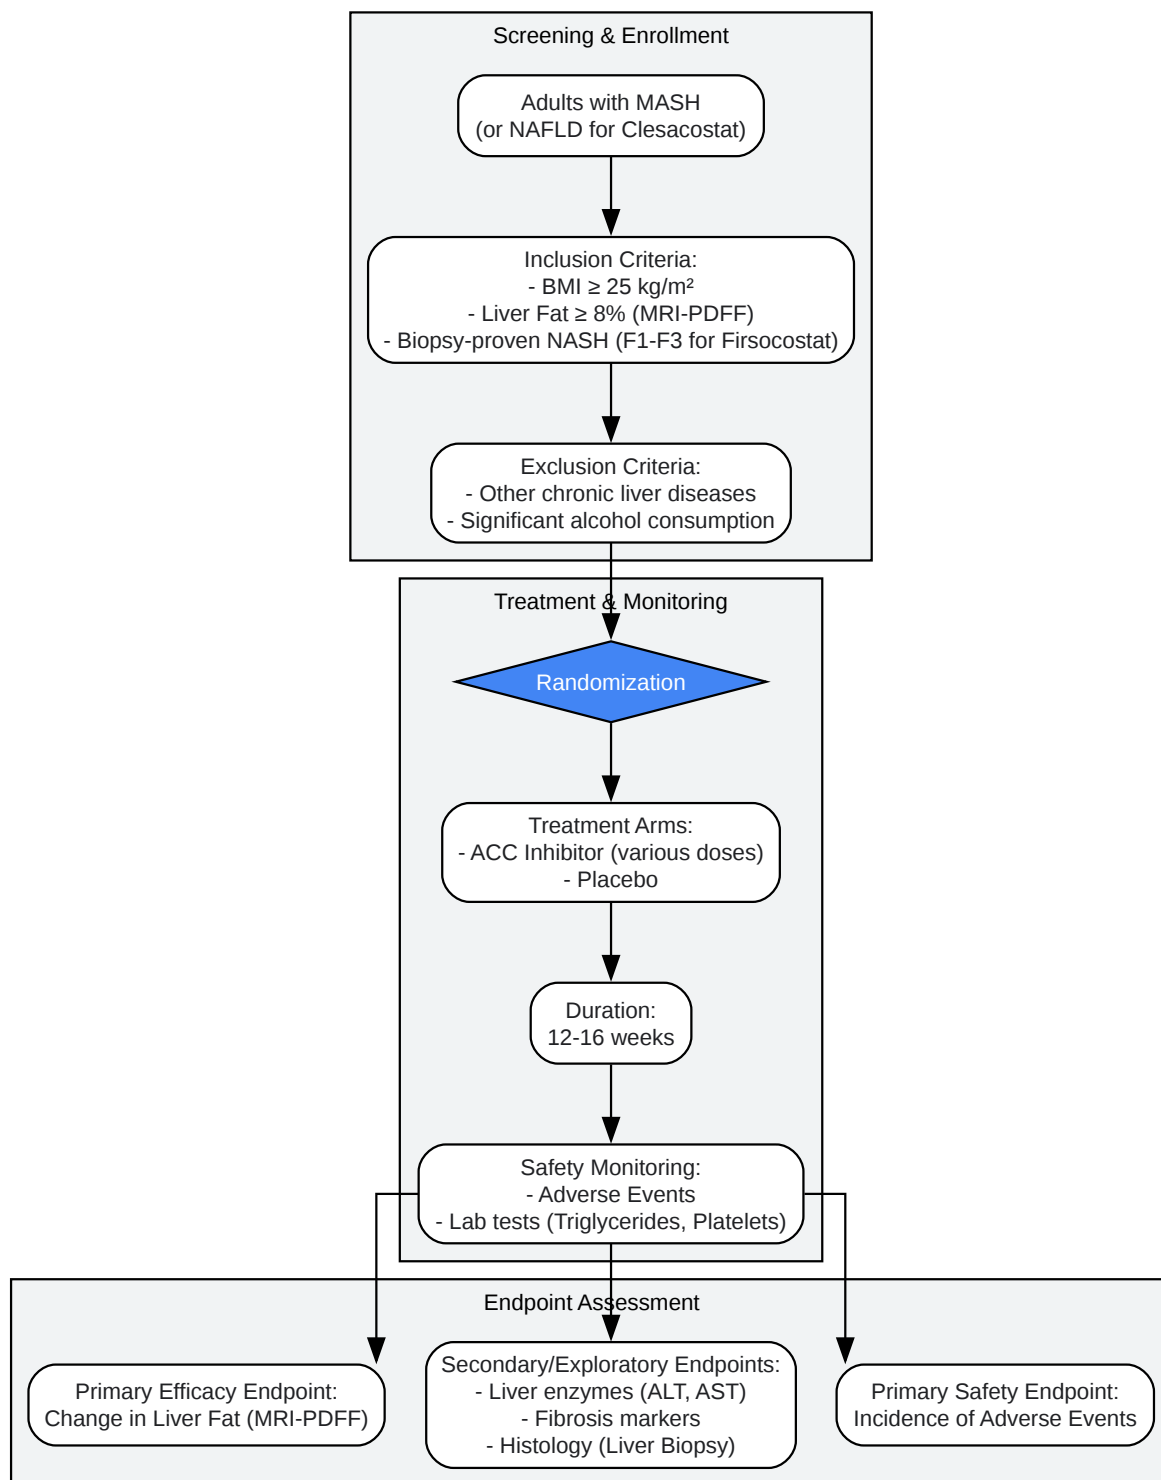 Screening & Enrollment
Adults with MASH
(or NAFLD for Clesacostat)
Inclusion Criteria:
- BMI ≥ 25 kg/m²
- Liver Fat ≥ 8% (MRI-PDFF)
- Biopsy-proven NASH (F1-F3 for Firsocostat)
Exclusion Criteria:
- Other chronic liver diseases
- Significant alcohol consumption
Treatment & Monitoring
Randomization
Treatment Arms:
- ACC Inhibitor (various doses)
- Placebo
Duration:
12-16 weeks
Safety Monitoring:
- Adverse Events
- Lab tests (Triglycerides, Platelets)
Endpoint Assessment
Primary Efficacy Endpoint:
Change in Liver Fat (MRI-PDFF)
Secondary/Exploratory Endpoints:
- Liver enzymes (ALT, AST)
- Fibrosis markers
- Histology (Liver Biopsy)
Primary Safety Endpoint:
Incidence of Adverse Events